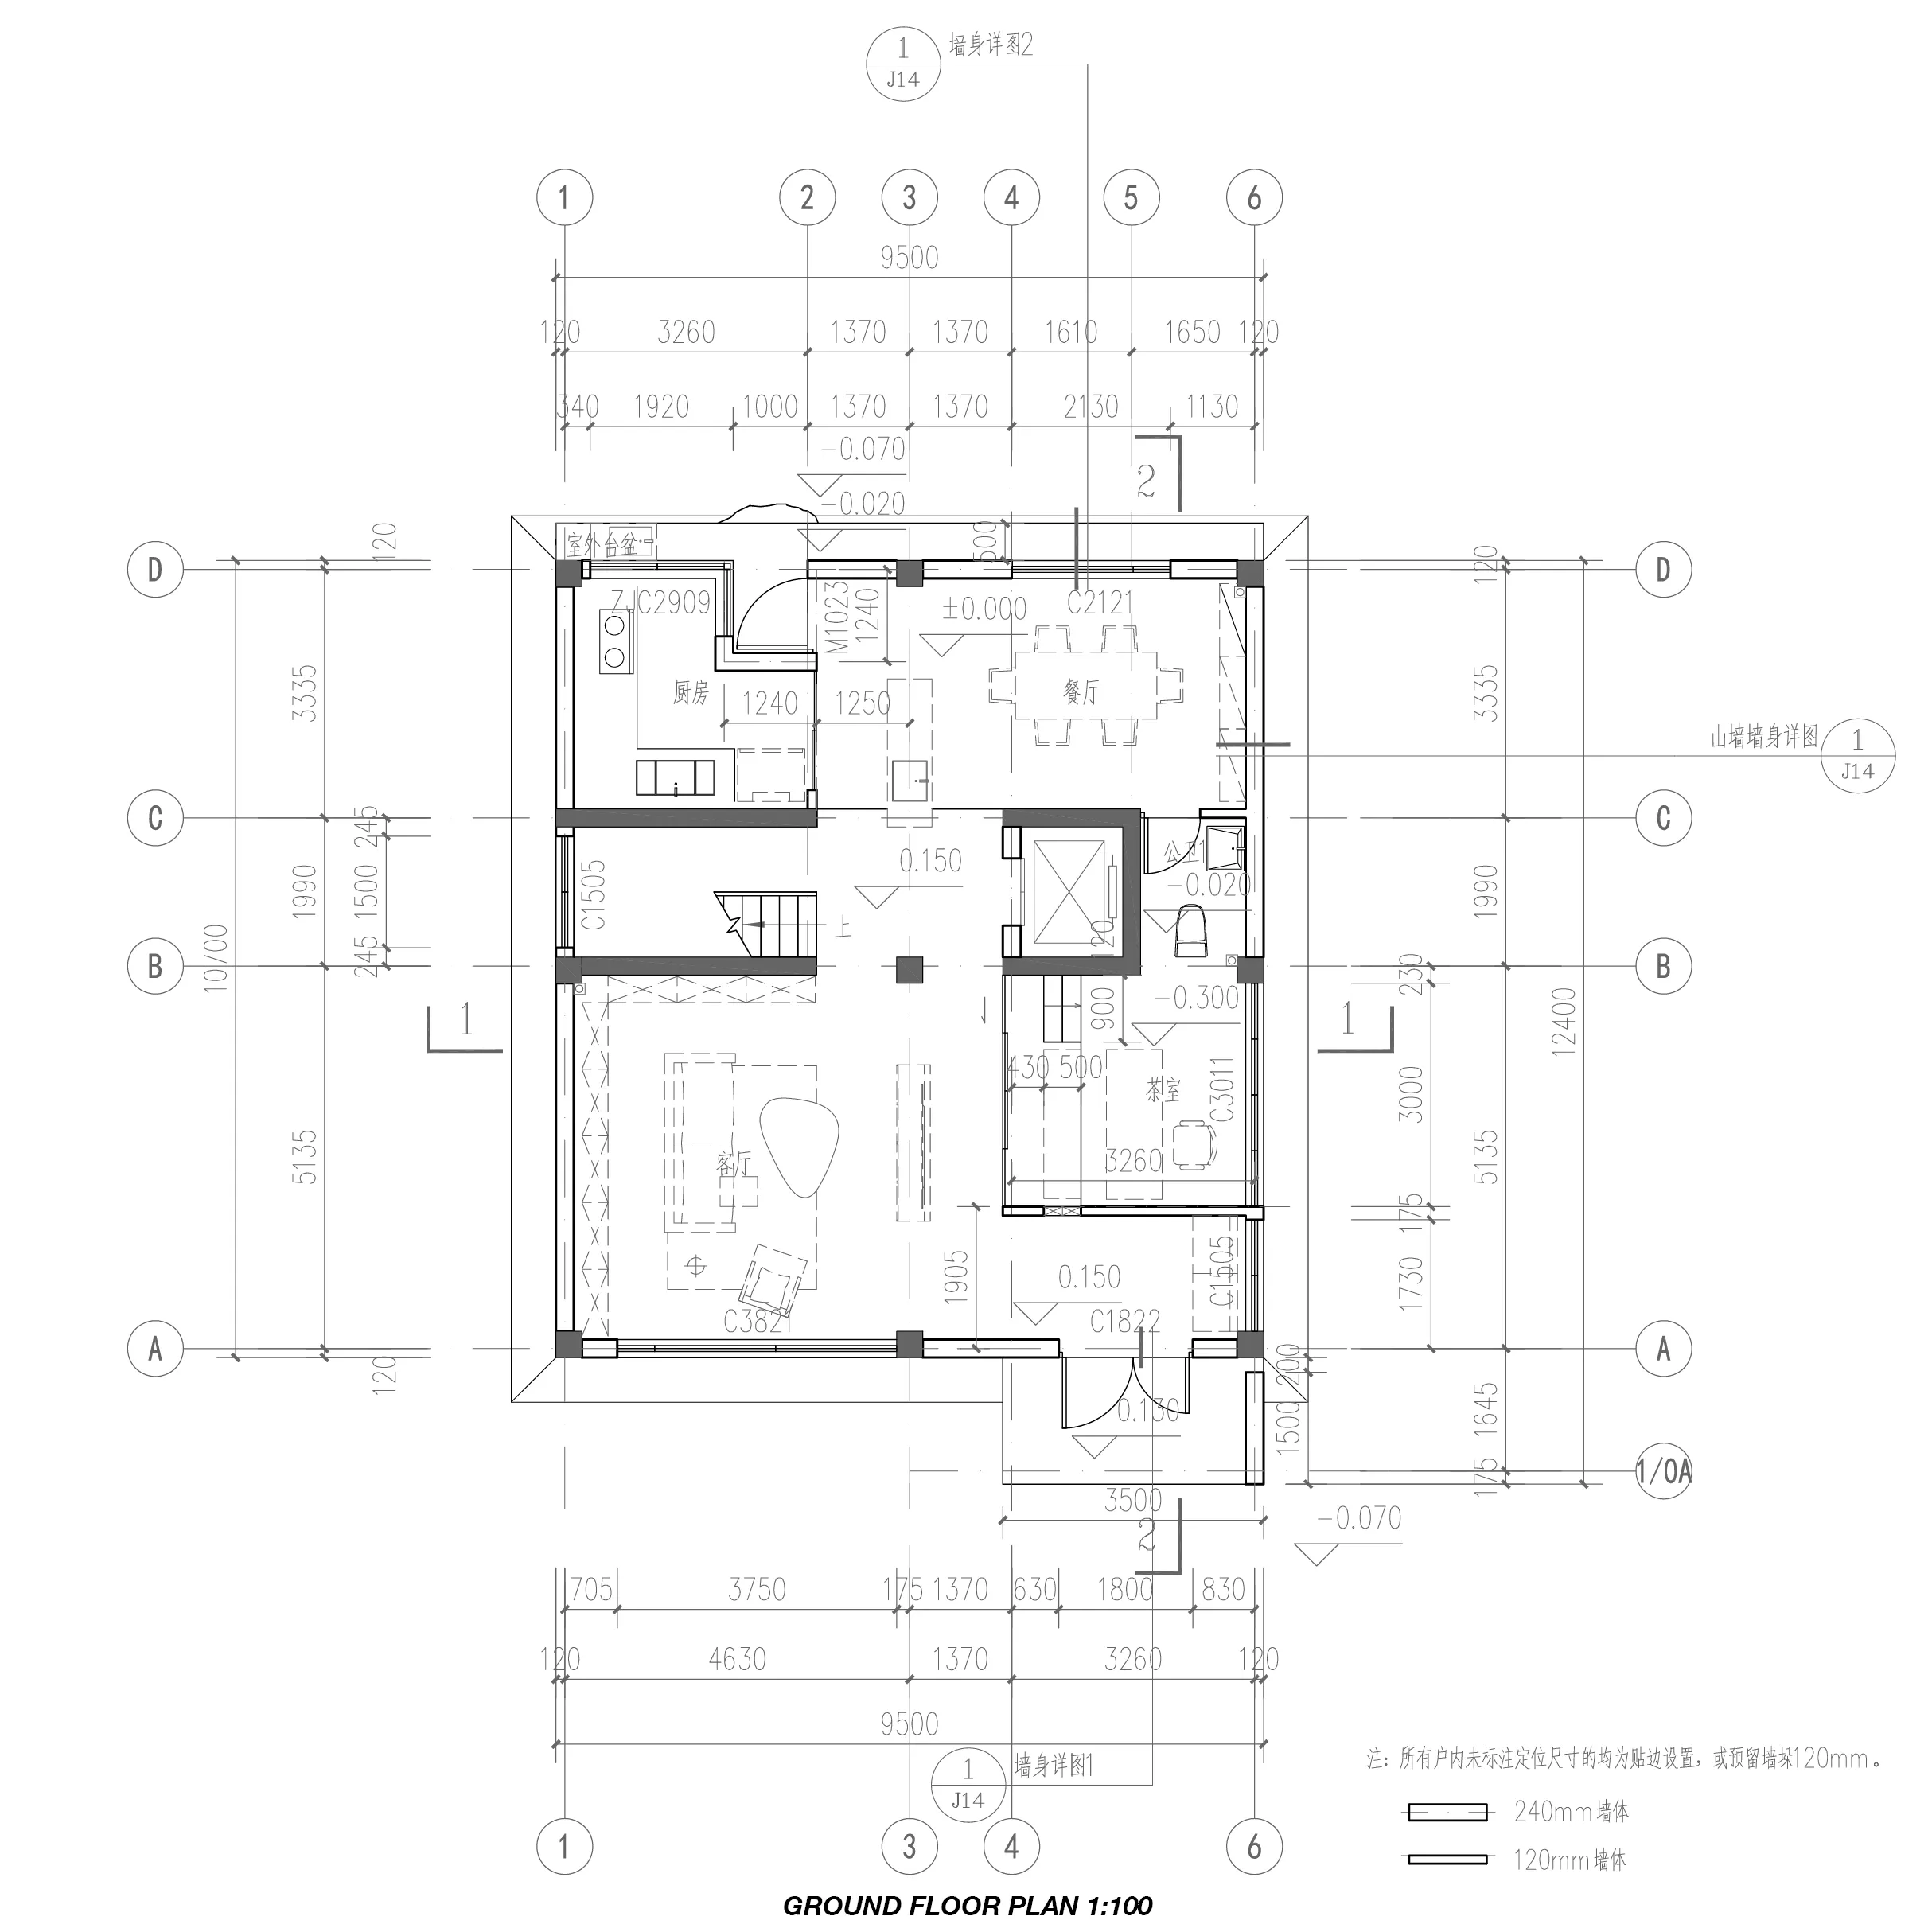 1
J14
墙身详图2
1 2 3 4 5 6
9500
120 3260 1370 1370 1610 1650 120
340 1920 1000 1370 1370 2130 1130
-0.070
2
-0.020
室外台盆
500
120
120
D
D
ZJC2909
M1023
1240
±0.000
C2121
厨房
餐厅
1240 1250
3335
3335
山墙墙身详图
1
J14
C
C
245
1500
245
1990
1990
10700
C1505
0.150
上
公卫1
-0.020
120
B
B
230
900
-0.300
1
1
12400
430 500
茶室
C3011
3000
3260
客厅
5135
5135
175
1905
0.150
C1505
1730
C3821
C1822
A
A
120
200
0.130
1500
1645
175
1/0A
3500
2
-0.070
705 3750 175 1370 630 1800 830
120 4630 1370 3260 120
9500
1
J14
墙身详图1
注：所有户内未标注定位尺寸的均为贴边设置，或预留墙垛120mm。
240mm墙体
120mm墙体
1 3 4 6
GROUND FLOOR PLAN 1:100